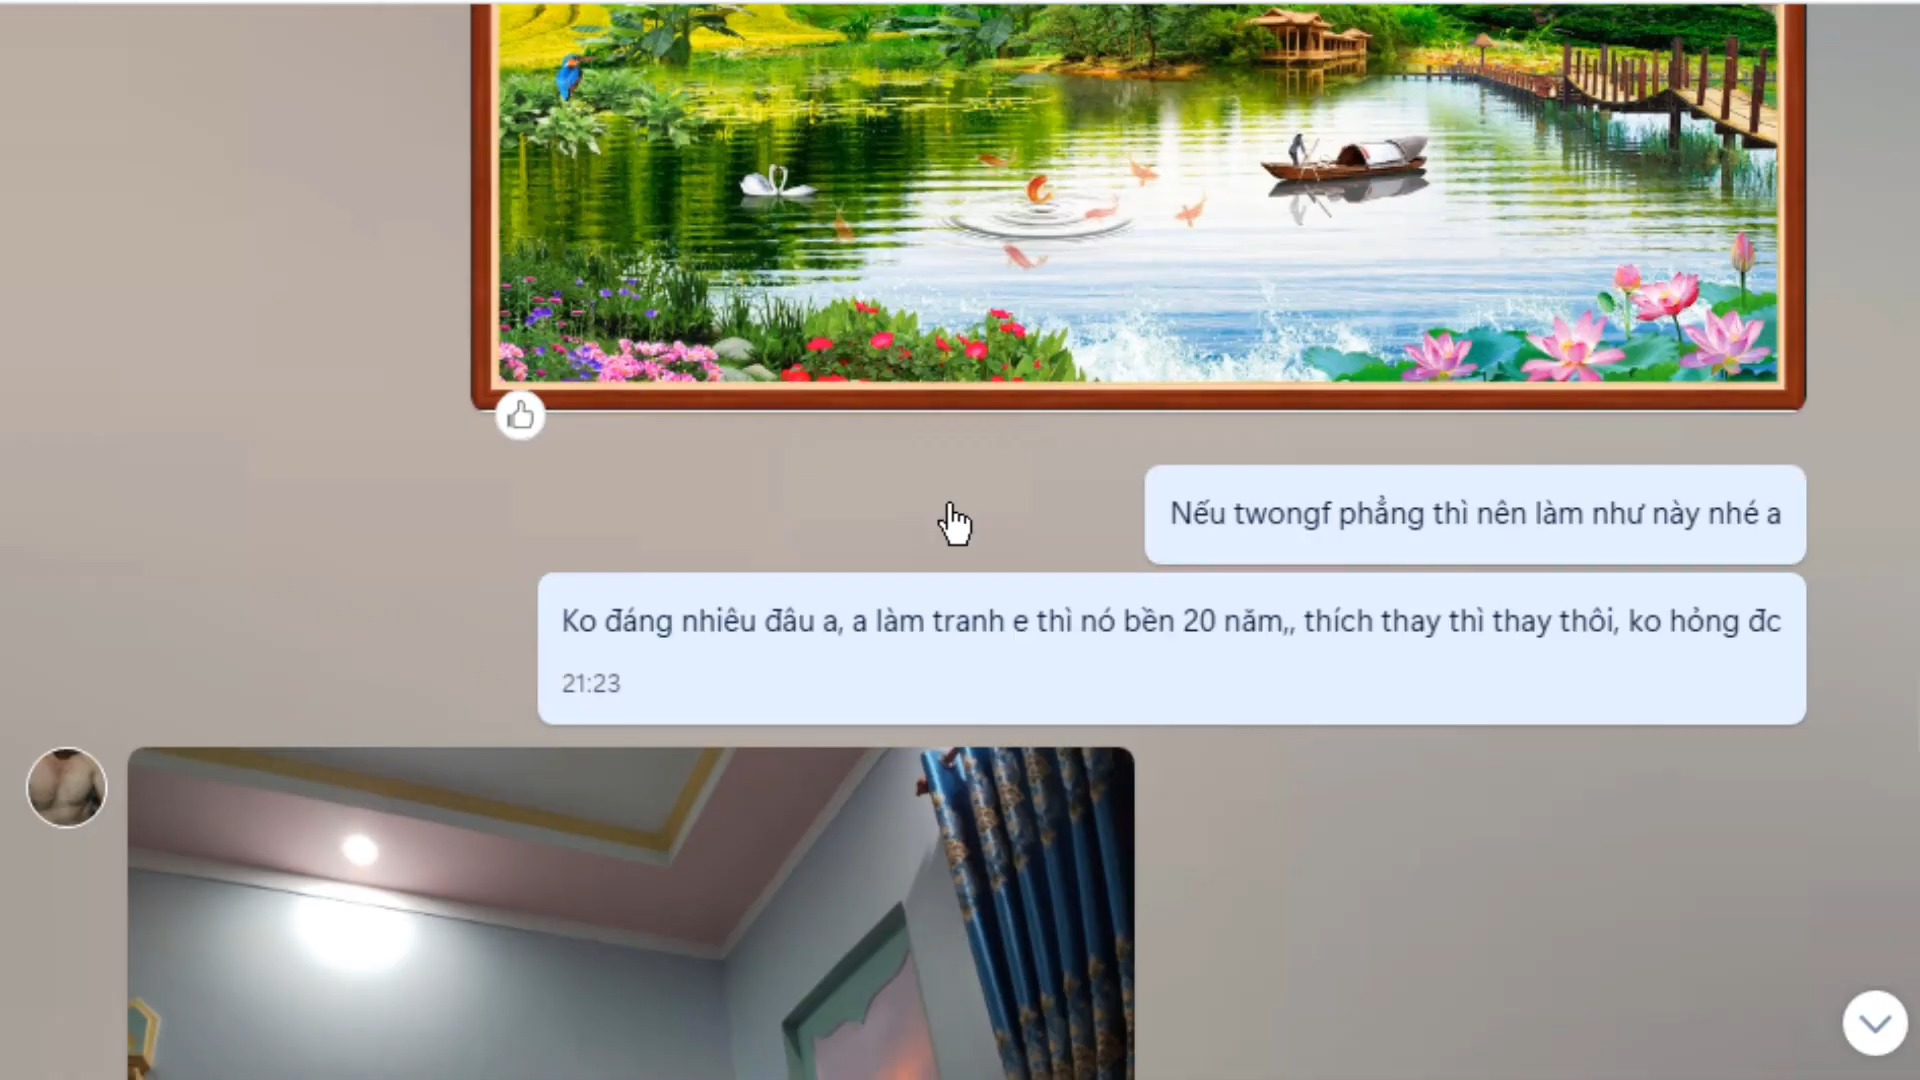 Nếu twongf phẳng thì nên làm như này nhé a
Ko đáng nhiêu đâu a, a làm tranh e thì nó bền 20 năm,, thích thay thì thay thôi, ko hỏng đc
21:23